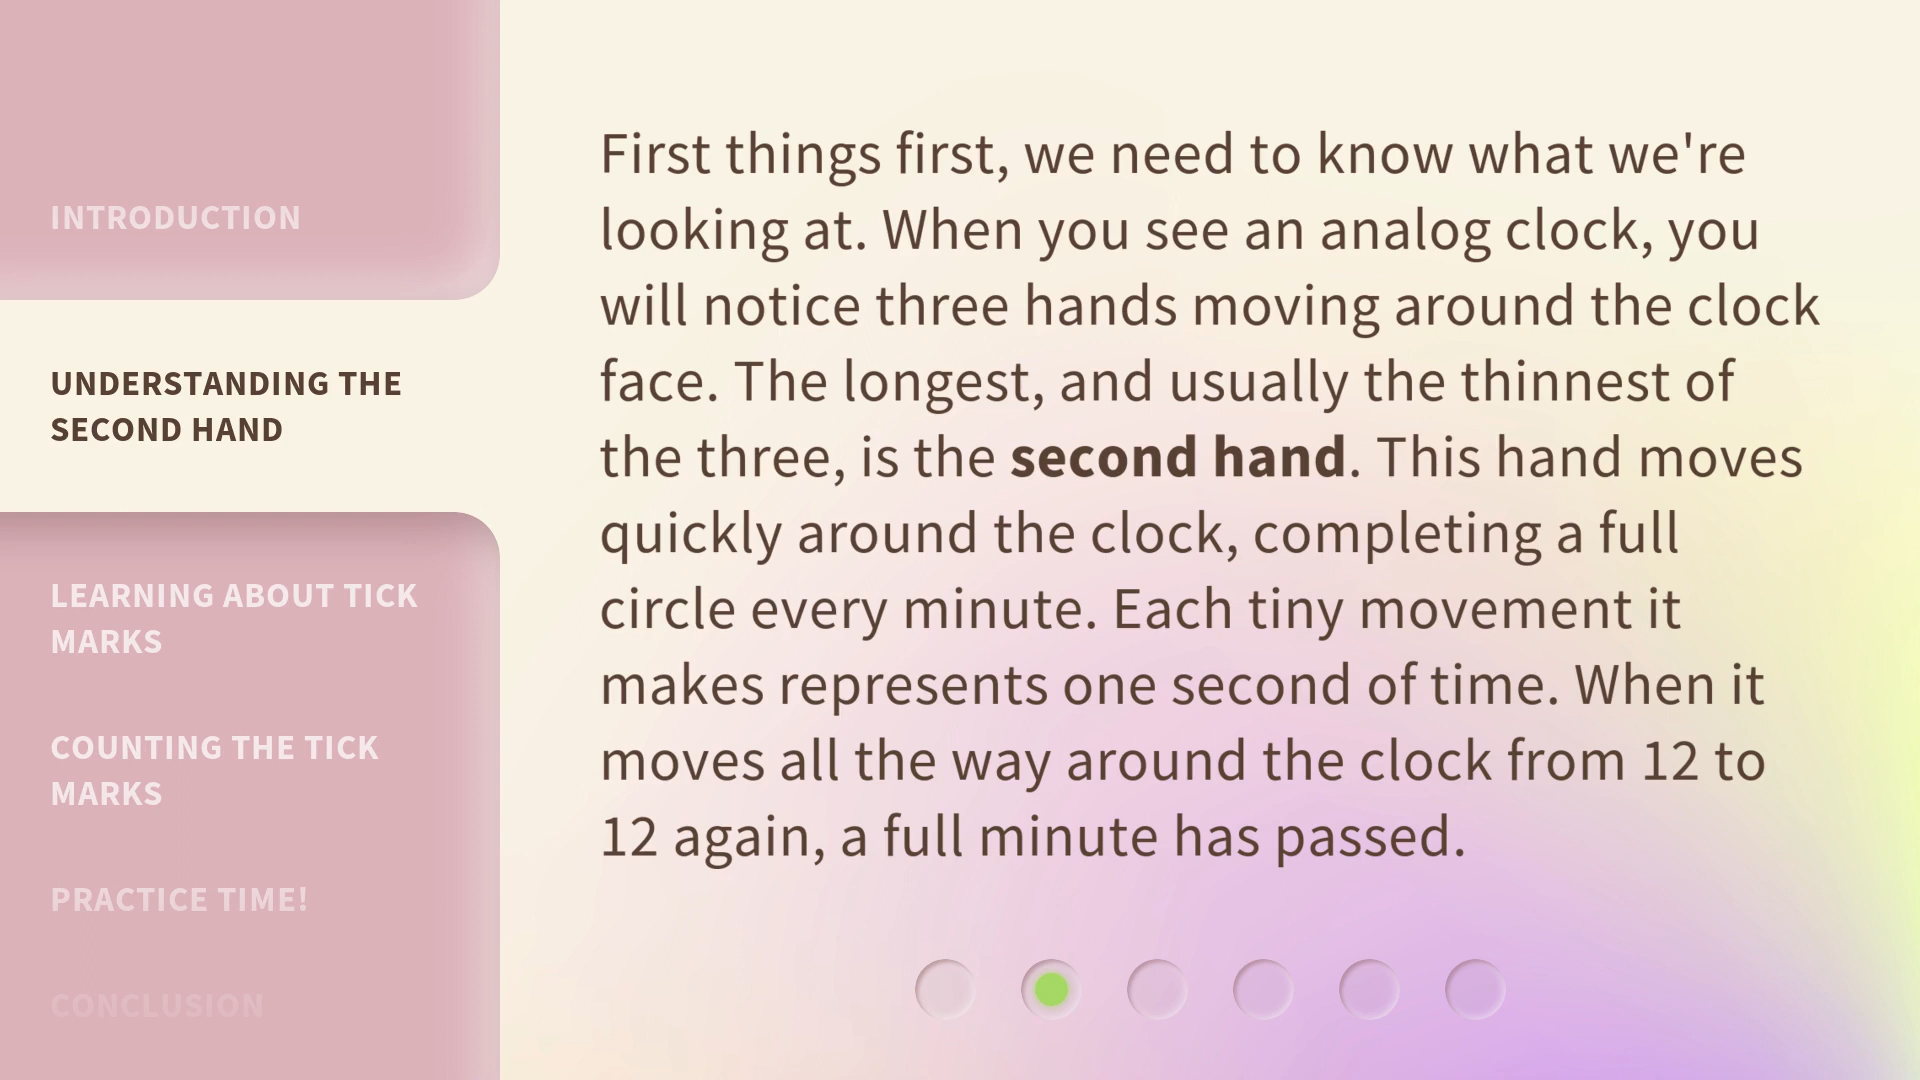 INTRODUCTION
UNDERSTANDING THE
SECOND HAND
LEARNING ABOUT TICK
MARKS
COUNTING THE TICK
MARKS
PRACTICE TIME!
CONCLUSION
First things first, we need to know what we're
looking at. When you see an analog clock, you
will notice three hands moving around the clock
face. The longest, and usually the thinnest of
the three, is the second hand. This hand moves
quickly around the clock, completing a full
circle every minute. Each tiny movement it
makes represents one second of time. When it
moves all the way around the clock from 12 to
12 again, a full minute has passed.